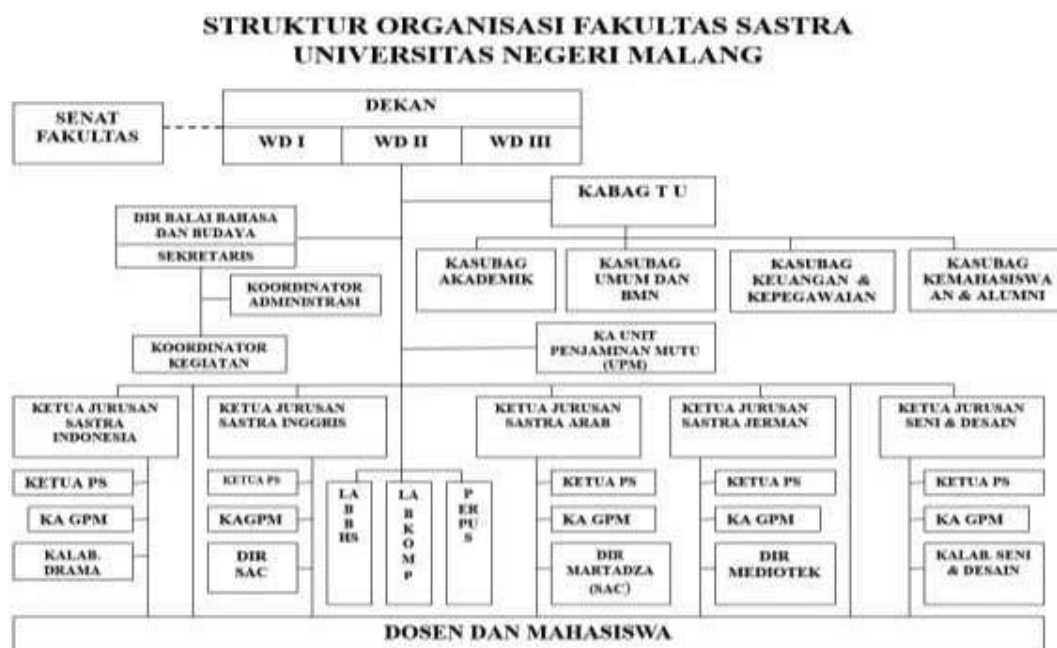 STRUKTUR ORGANISASI FAKULTAS SASTRA
UNIVERSITAS NEGERI MALANG
SENAT
FAKULTAS
DEKAN
WD I
WD II
WD III
KABAG T U
DIR BALAI BAHASA
DAN BUDAYA
SEKRETARIS
KASUBAG
AKADEMIK
KASUBAG
UMUM DAN
BMN
KASUBAG
KEUANGAN &
KEPEGAWAIAN
KASUBAG
KEMAHASISWA
AN & ALUMNI
KOORDINATOR
ADMINISTRASI
KOORDINATOR
KEGIATAN
KA UNIT
PENJAMINAN MUTU
(UPM)
KETUA JURUSAN
SASTRA
INDONESIA
KETUA JURUSAN
SASTRA INGGRIS
KETUA JURUSAN
SASTRA ARAB
KETUA JURUSAN
SASTRA JERMAN
KETUA JURUSAN
SENI & DESAIN
KETUA PS
KA GPM
KALAB.
DRAMA
KETUA PS
KAGPM
DIR
SAC
LA
B
B
HS
LA
B
K
O
M
P
P
ER
PU
S
KETUA PS
KA GPM
DIR
MARTADZA
(SAC)
KETUA PS
KA GPM
DIR
MEDIOTEK
KETUA PS
KA GPM
KALAB. SENI
& DESAIN
DOSEN DAN MAHASISWA